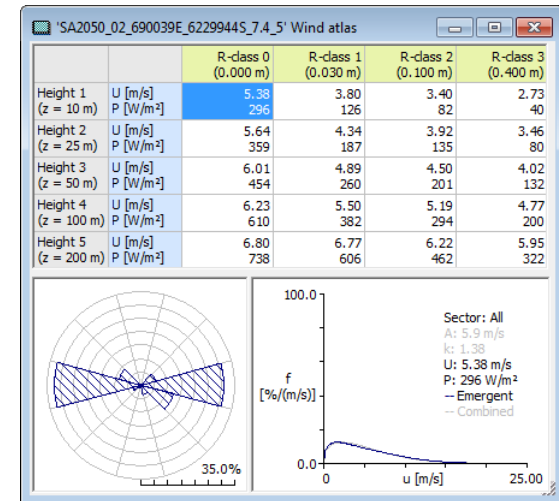 'SA2050_02_690039E_6229944S_7.4_5' Wind atlas
R-class 0 R-class 1 R-class 2 R-class 3
(0.000 m) (0.030 m) (0.100 m) (0.400 m)
Height 1 U [m/s] 5.38 3.80 3.40 2.73
(z = 10 m) P [W/m²] 296 126 82 40
Height 2 U [m/s] 5.64 4.34 3.92 3.46
(z = 25 m) P [W/m²] 359 187 135 80
Height 3 U [m/s] 6.01 4.89 4.50 4.02
(z = 50 m) P [W/m²] 454 260 201 132
Height 4 U [m/s] 6.23 5.50 5.19 4.77
(z = 100 m) P [W/m²] 610 382 294 200
Height 5 U [m/s] 6.80 6.77 6.22 5.95
(z = 200 m) P [W/m²] 738 606 462 322
35.0%
100.0
f
[%/(m/s)]
0.0
0 u [m/s] 25.00
Sector: All
A: 5.9 m/s
k: 1.38
U: 5.38 m/s
P: 296 W/m²
-- Emergent
-- Combined